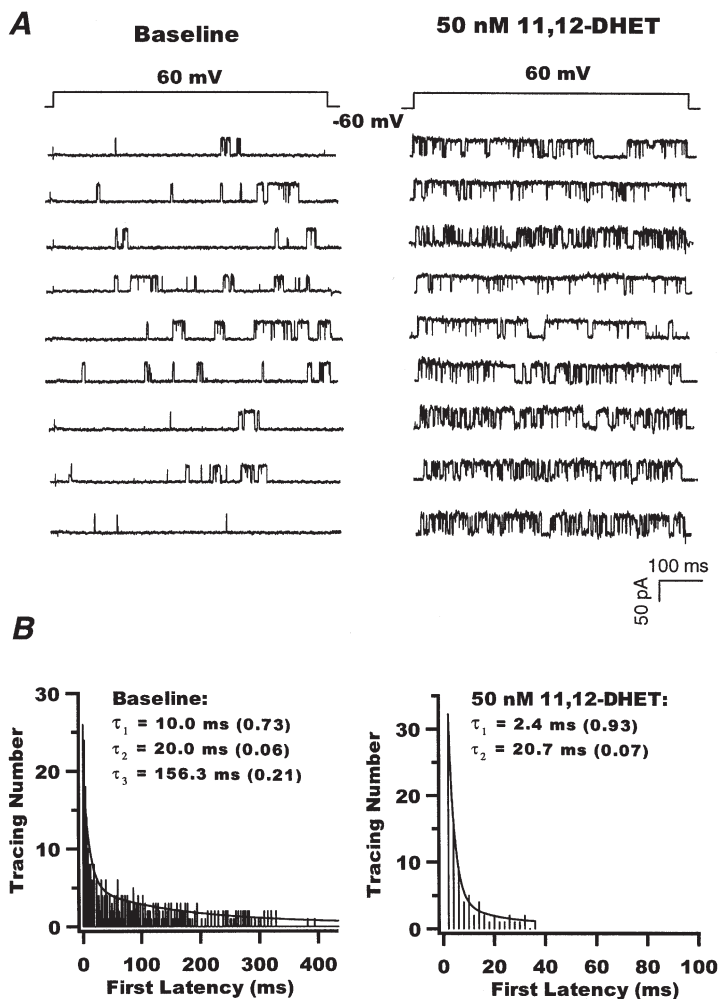 A
Baseline
50 nM 11,12-DHET
60 mV
60 mV
-60 mV
100 ms
50 pA
B
Baseline:
τ1 = 10.0 ms (0.73)
τ2 = 20.0 ms (0.06)
τ3 = 156.3 ms (0.21)
30
20
10
0
Tracing Number
0 100 200 300 400
First Latency (ms)
50 nM 11,12-DHET:
τ1 = 2.4 ms (0.93)
τ2 = 20.7 ms (0.07)
30
20
10
0
Tracing Number
0 20 40 60 80 100
First Latency (ms)